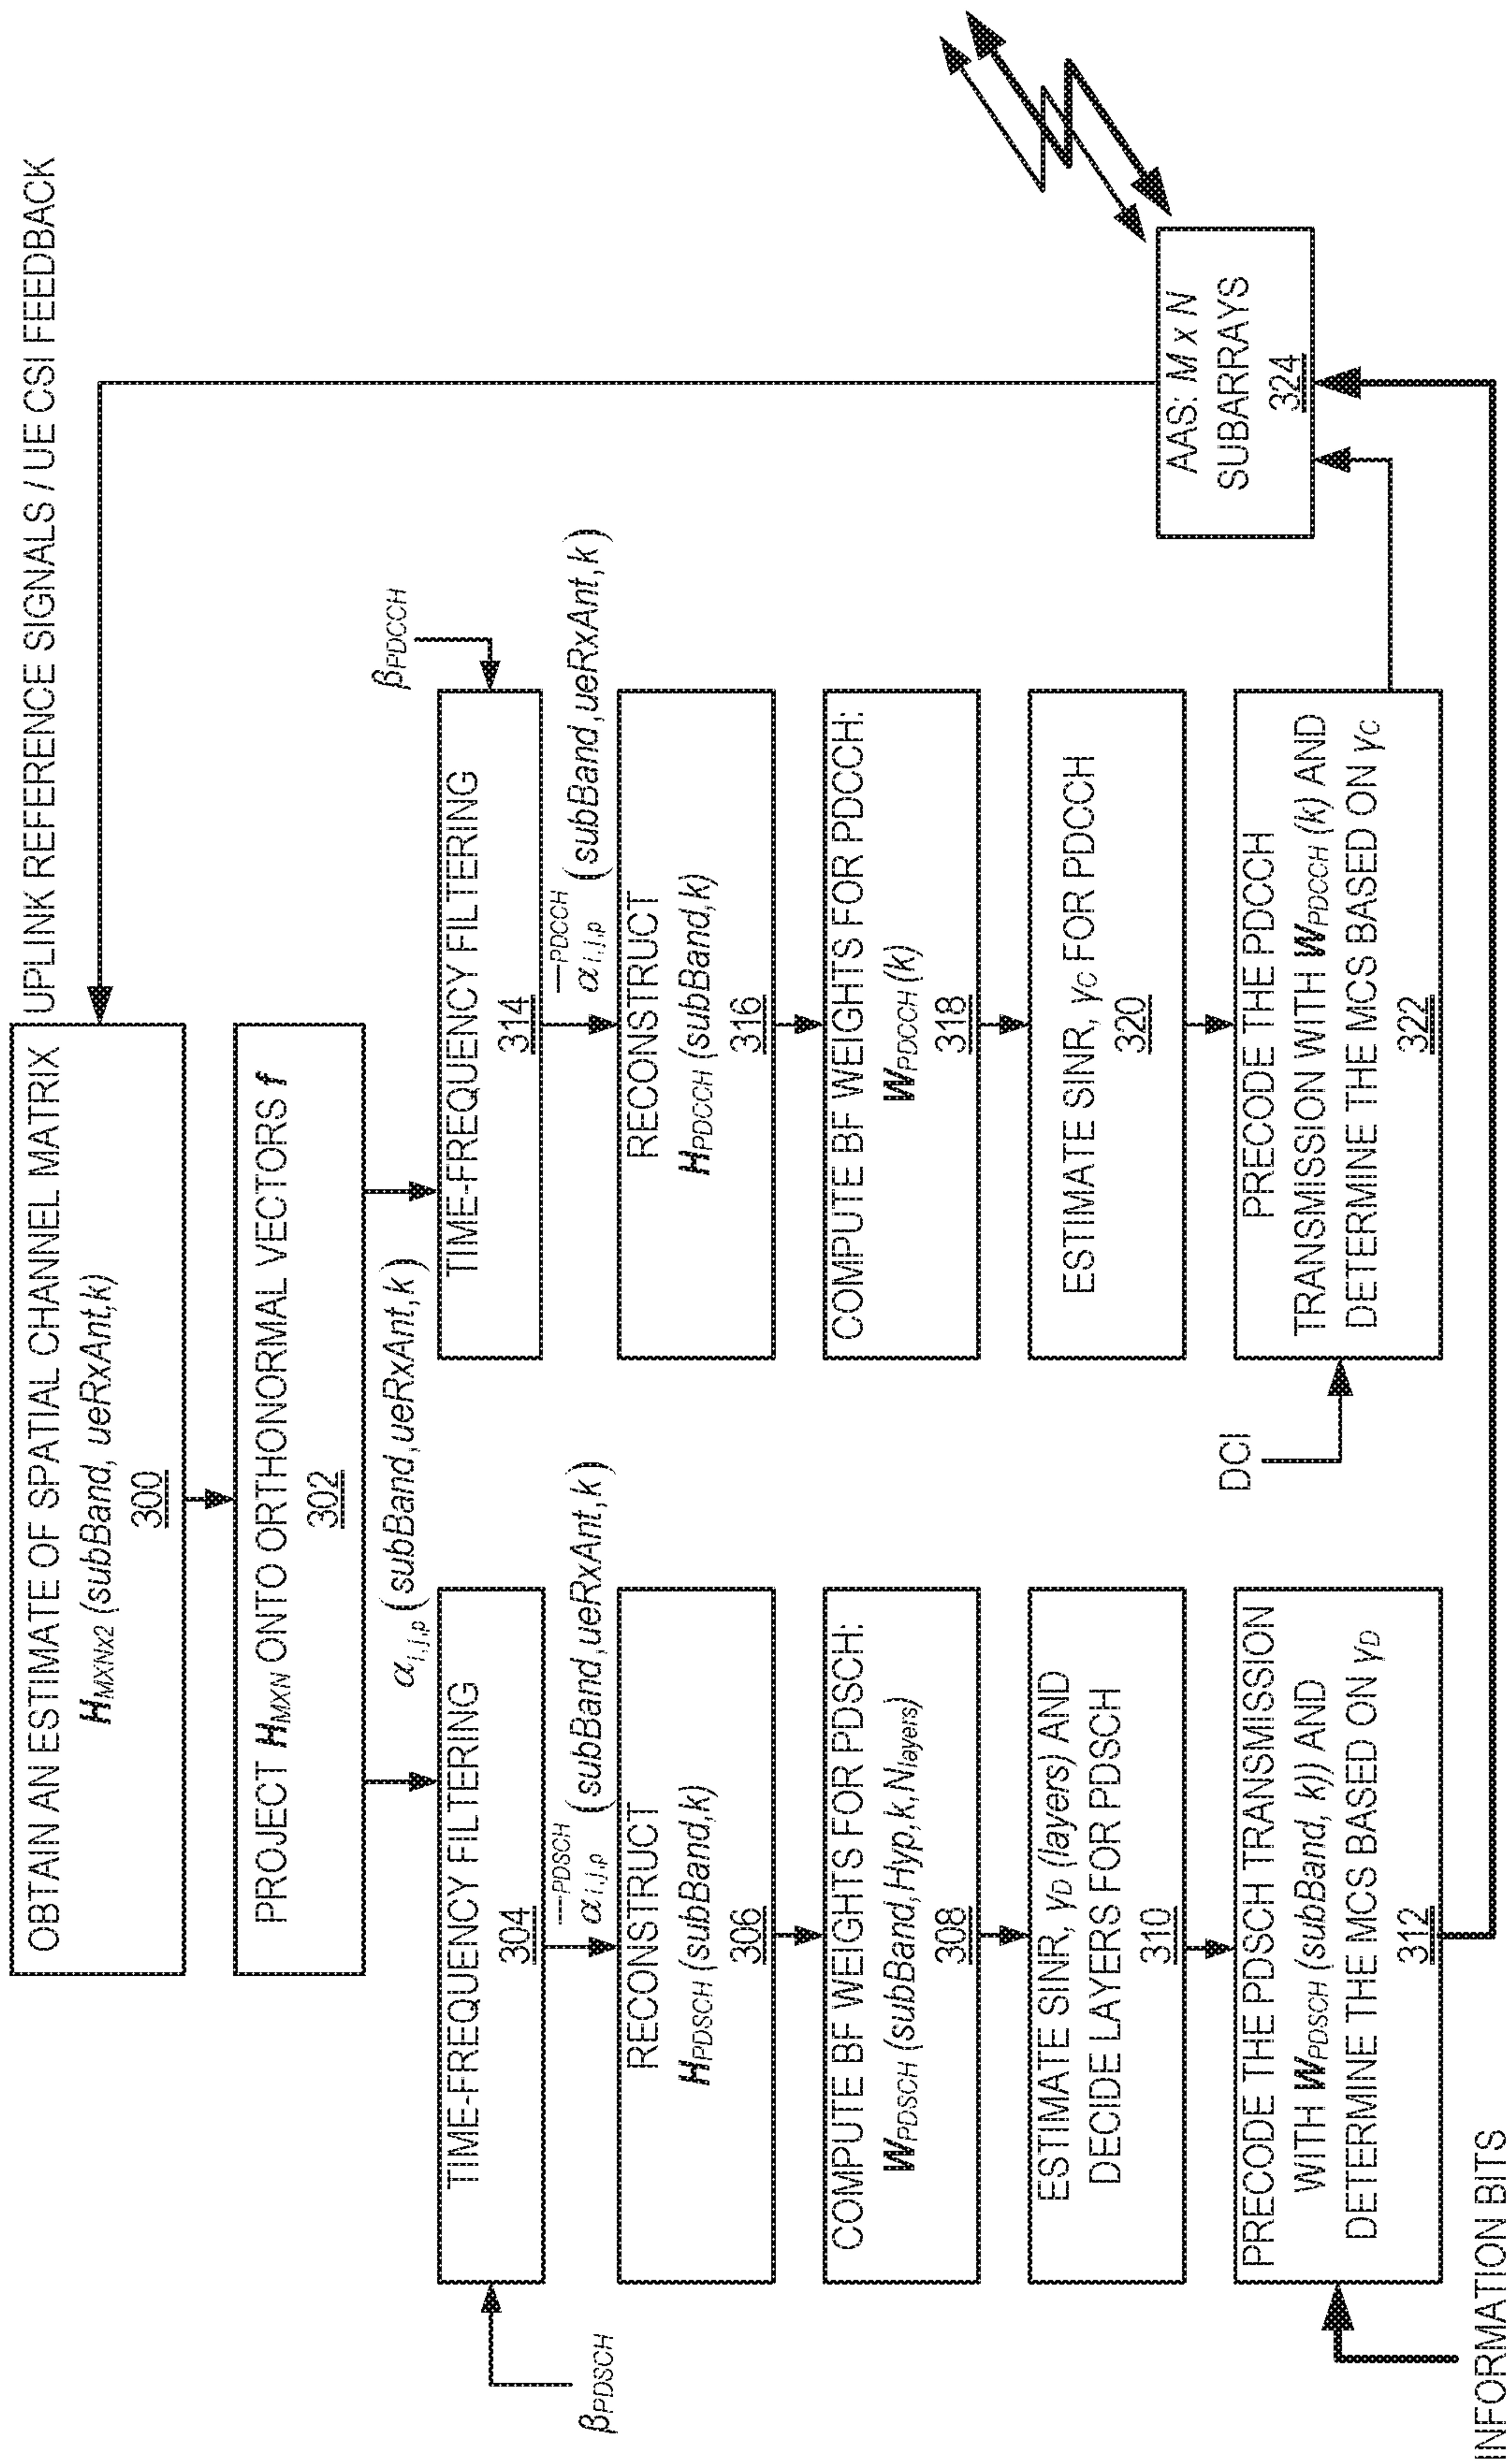 UPLINK REFERENCE SIGNALS / UE CSI FEEDBACK
OBTAIN AN ESTIMATE OF SPATIAL CHANNEL MATRIX
H_MXNx2 (subBand, ueRxAnt,k)
300
PROJECT H_MXN ONTO ORTHONORMAL VECTORS f
302
α_i,j,p (subBand,ueRxAnt,k)
β_PDSCH
TIME-FREQUENCY FILTERING
304
α̅^PDSCH_i,j,p (subBand,ueRxAnt,k)
RECONSTRUCT
H_PDSCH (subBand,k)
306
COMPUTE BF WEIGHTS FOR PDSCH:
W_PDSCH (subBand,Hyp,k,N_layers)
308
ESTIMATE SINR, γ_D (layers) AND
DECIDE LAYERS FOR PDSCH
310
INFORMATION BITS
PRECODE THE PDSCH TRANSMISSION
WITH W_PDSCH (subBand, k)) AND
DETERMINE THE MCS BASED ON γ_D
312
β_PDCCH
TIME-FREQUENCY FILTERING
314
α̅^PDCCH_i,j,p (subBand,ueRxAnt,k)
RECONSTRUCT
H_PDCCH (subBand,k)
316
COMPUTE BF WEIGHTS FOR PDCCH:
W_PDCCH (k)
318
ESTIMATE SINR, γ_C FOR PDCCH
320
DCI
PRECODE THE PDCCH
TRANSMISSION WITH W_PDCCH (k) AND
DETERMINE THE MCS BASED ON γ_C
322
AAS: M x N
SUBARRAYS
324